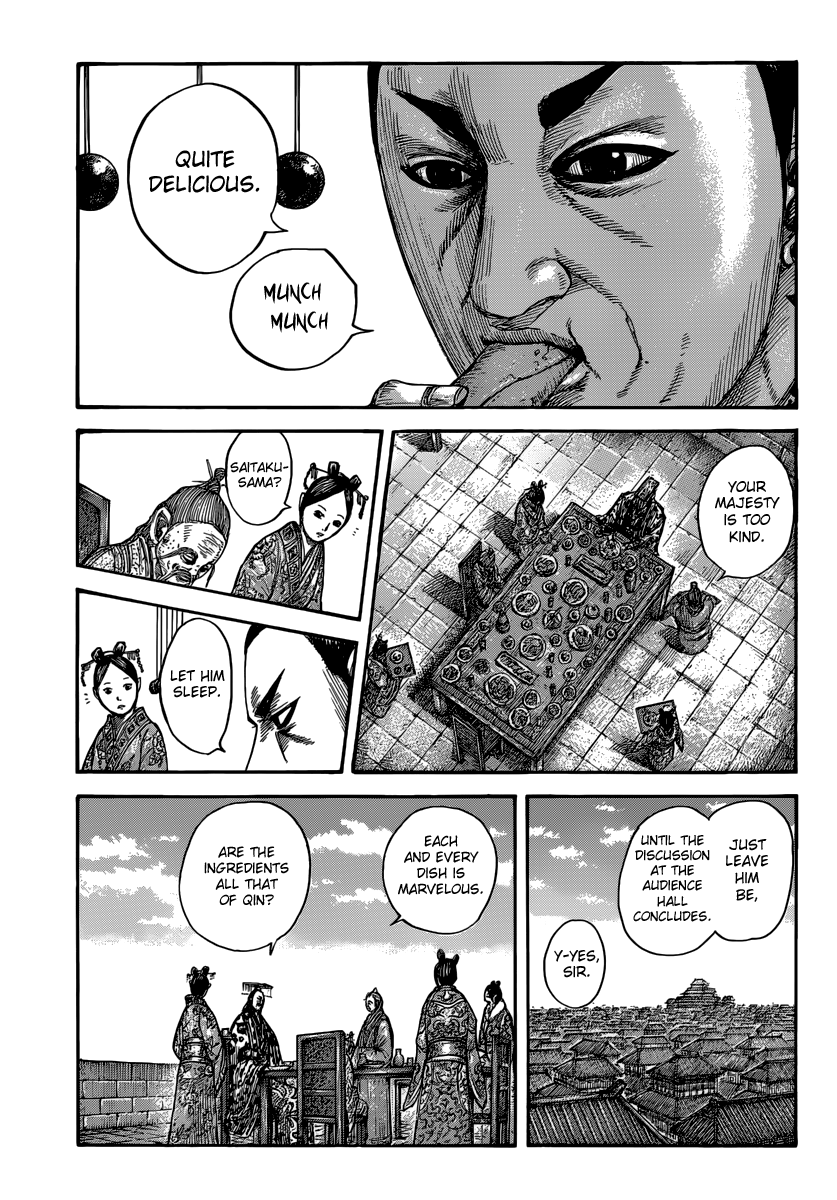 QUITE
DELICIOUS.
MUNCH
MUNCH
YOUR
MAJESTY
IS TOO
KIND.
SAITAKU-
SAMA?
LET HIM
SLEEP.
JUST
LEAVE
HIM
BE,
UNTIL THE
DISCUSSION
AT THE
AUDIENCE
HALL
CONCLUDES.
Y-YES,
SIR.
EACH
AND EVERY
DISH IS
MARVELOUS.
ARE THE
INGREDIENTS
ALL THAT
OF QIN?